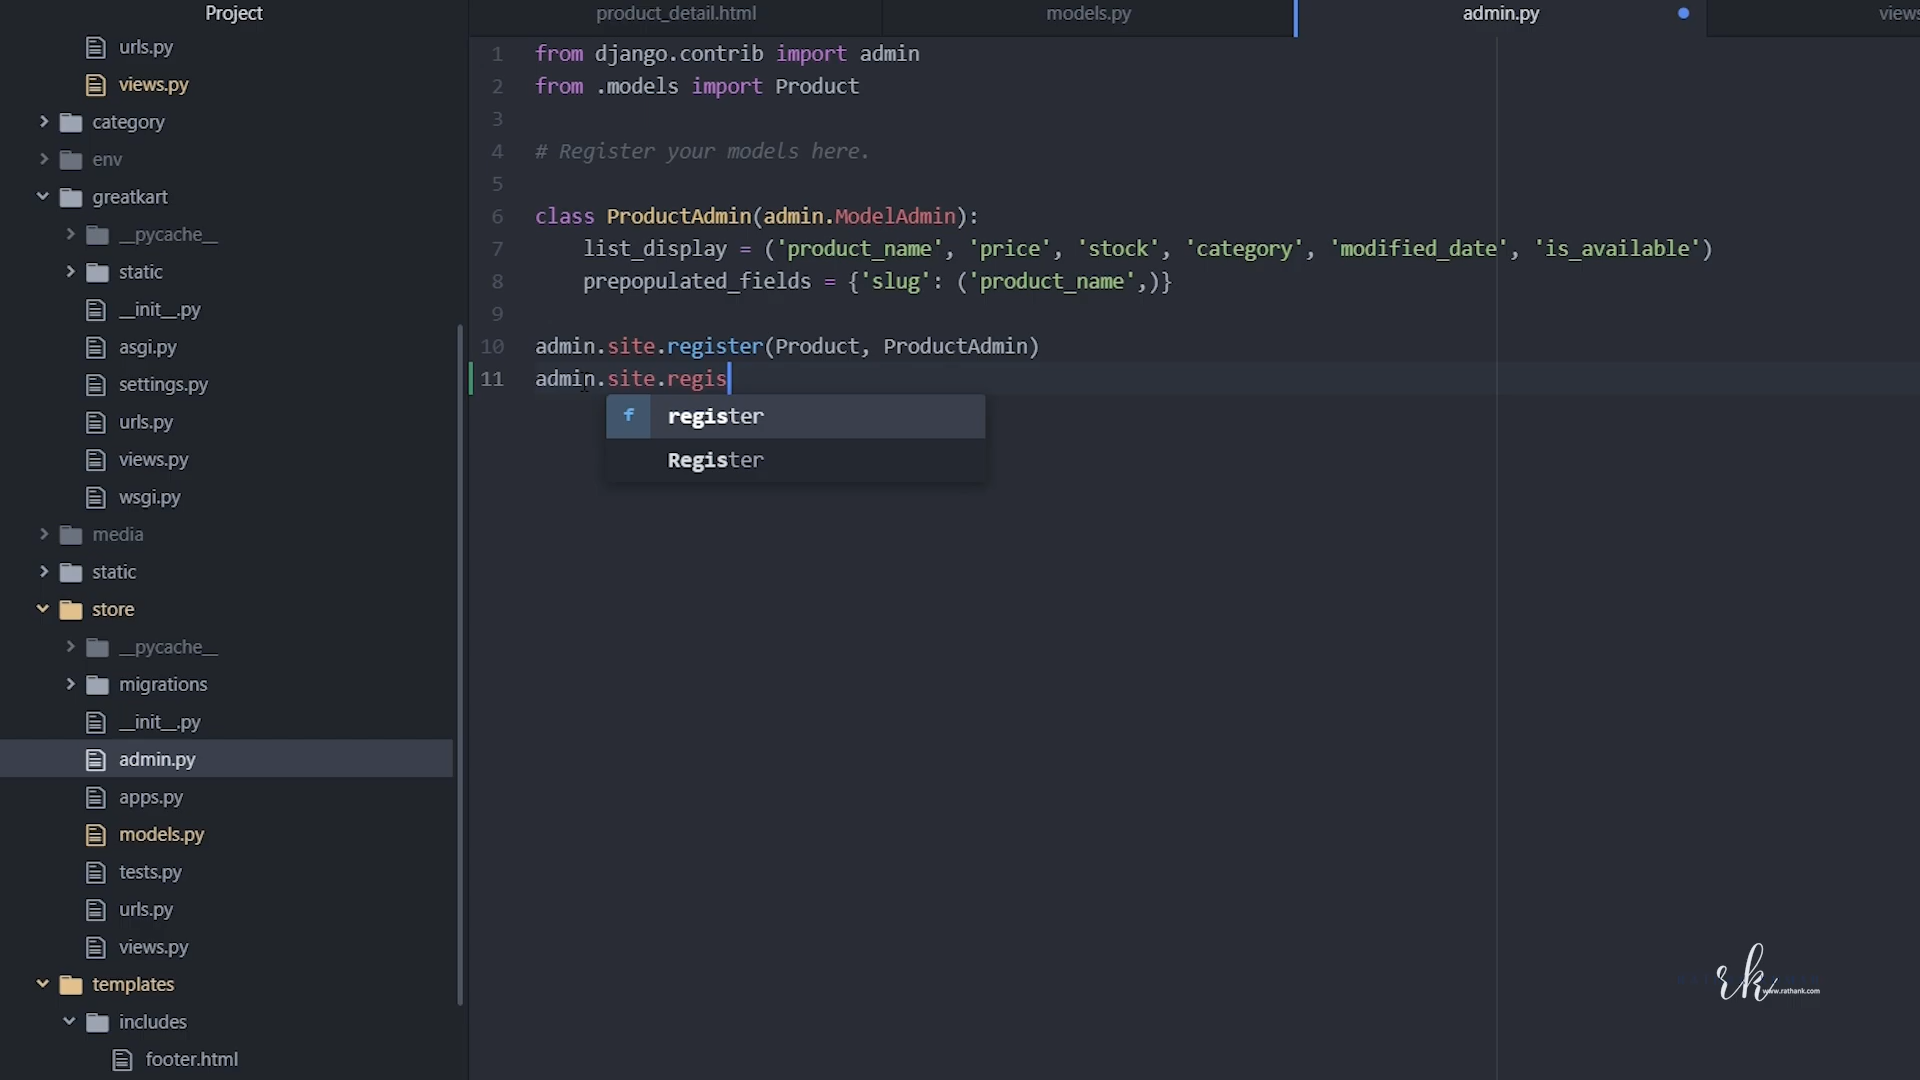 Project
urls.py
views.py
category
env
greatkart
__pycache__
static
__init__.py
asgi.py
settings.py
urls.py
views.py
wsgi.py
media
static
store
__pycache__
migrations
__init__.py
admin.py
apps.py
models.py
tests.py
urls.py
views.py
templates
includes
footer.html
product_detail.html
models.py
admin.py
views
1 from django.contrib import admin
2 from .models import Product
3
4 # Register your models here.
5
6 class ProductAdmin(admin.ModelAdmin):
7     list_display = ('product_name', 'price', 'stock', 'category', 'modified_date', 'is_available')
8     prepopulated_fields = {'slug': ('product_name',)}
9
10 admin.site.register(Product, ProductAdmin)
11 admin.site.regis
f register
Register
rk
www.rathank.com